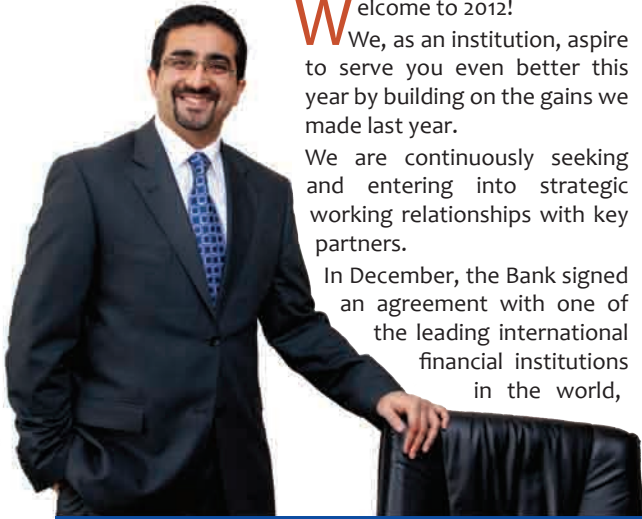 Welcome to 2012!
We, as an institution, aspire
to serve you even better this
year by building on the gains we
made last year.
We are continuously seeking
and entering into strategic
working relationships with key
partners.
In December, the Bank signed
an agreement with one of
the leading international
financial institutions
in the world,